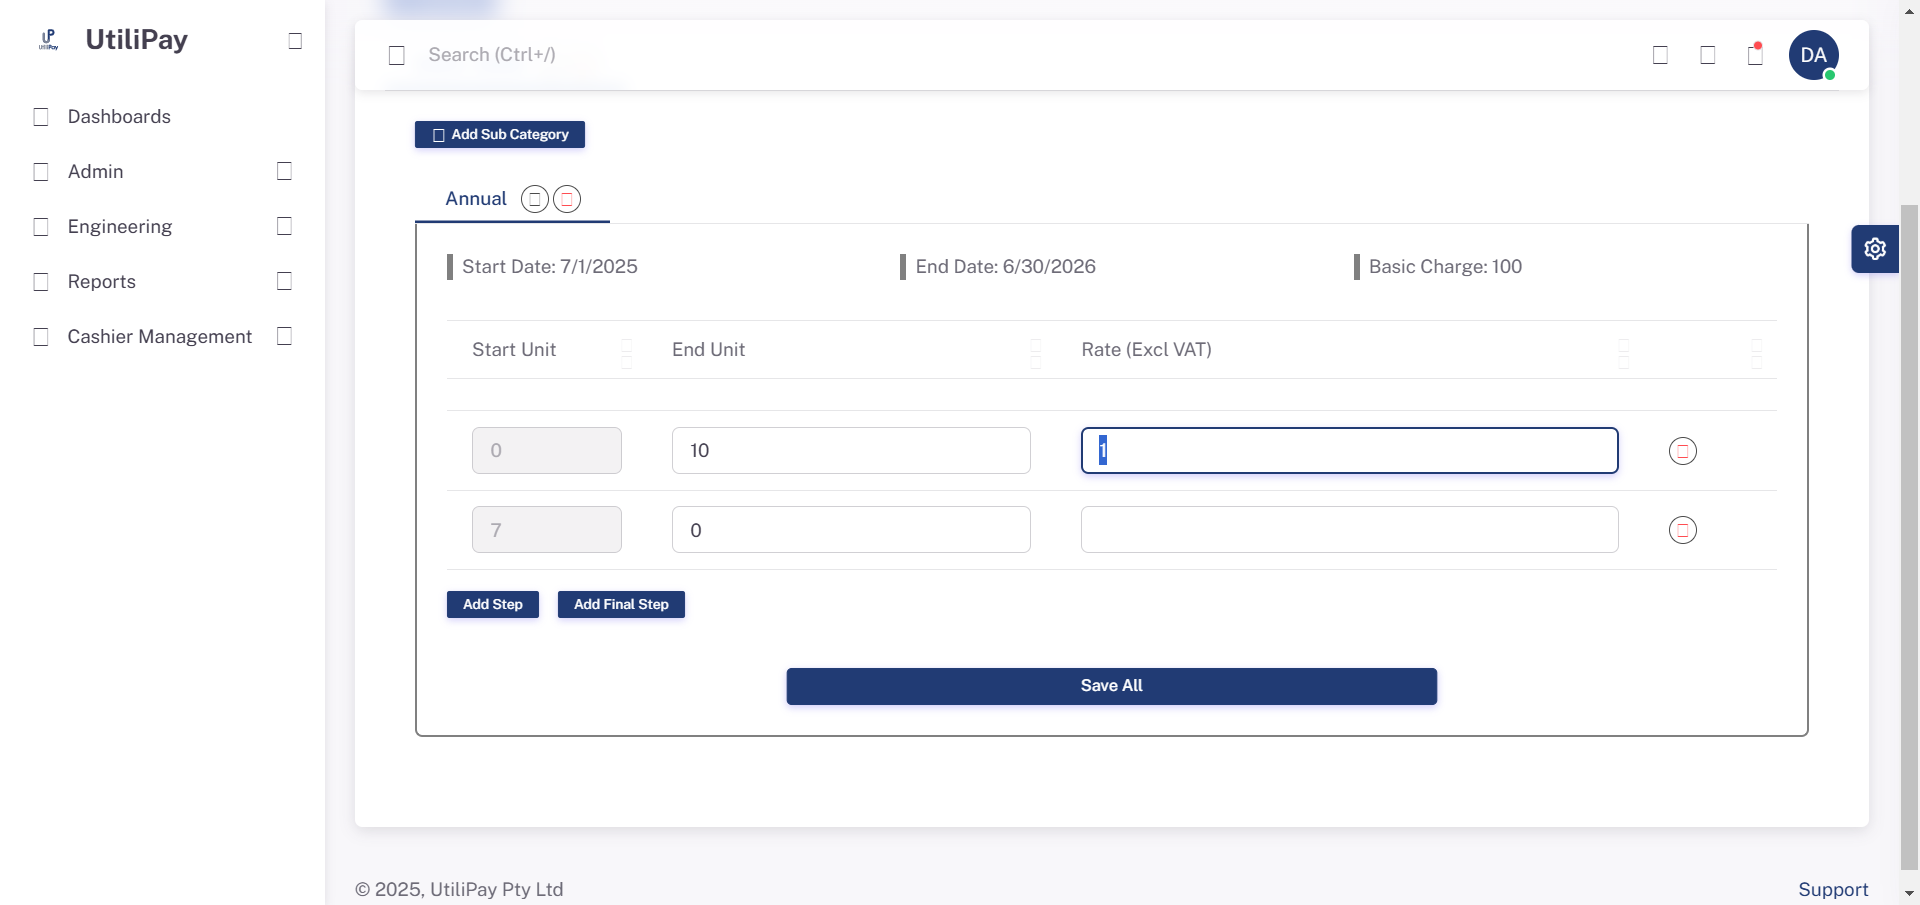 UP
UtiliPay
UtiliPay
Search (Ctrl+/)
DA
Dashboards
Admin
Engineering
Reports
Cashier Management
Add Sub Category
Annual
Start Date: 7/1/2025
End Date: 6/30/2026
Basic Charge: 100
Start Unit
End Unit
Rate (Excl VAT)
0
10
1
7
0
Add Step
Add Final Step
Save All
© 2025, UtiliPay Pty Ltd
Support